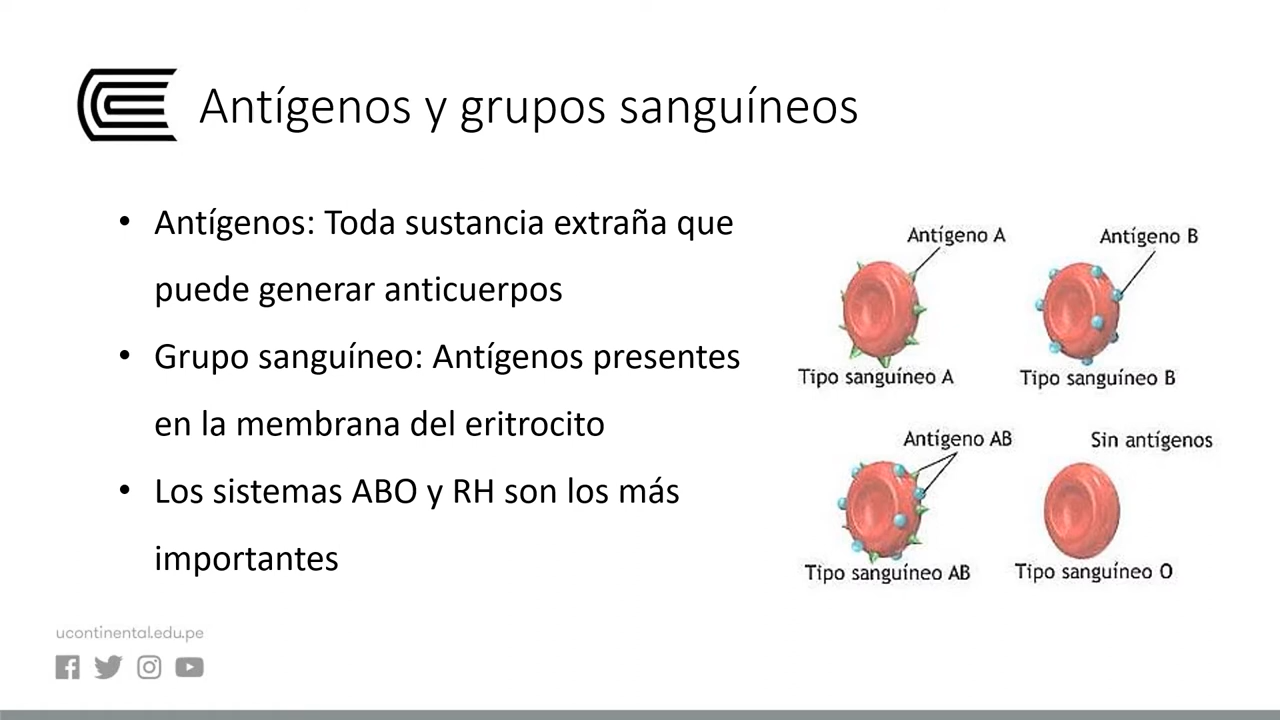 Antígenos y grupos sanguíneos
• Antígenos: Toda sustancia extraña que
puede generar anticuerpos
• Grupo sanguíneo: Antígenos presentes
en la membrana del eritrocito
• Los sistemas ABO y RH son los más
importantes
Antígeno A
Antígeno B
Tipo sanguíneo A
Tipo sanguíneo B
Antígeno AB
Sin antígenos
Tipo sanguíneo AB
Tipo sanguíneo O
ucontinental.edu.pe